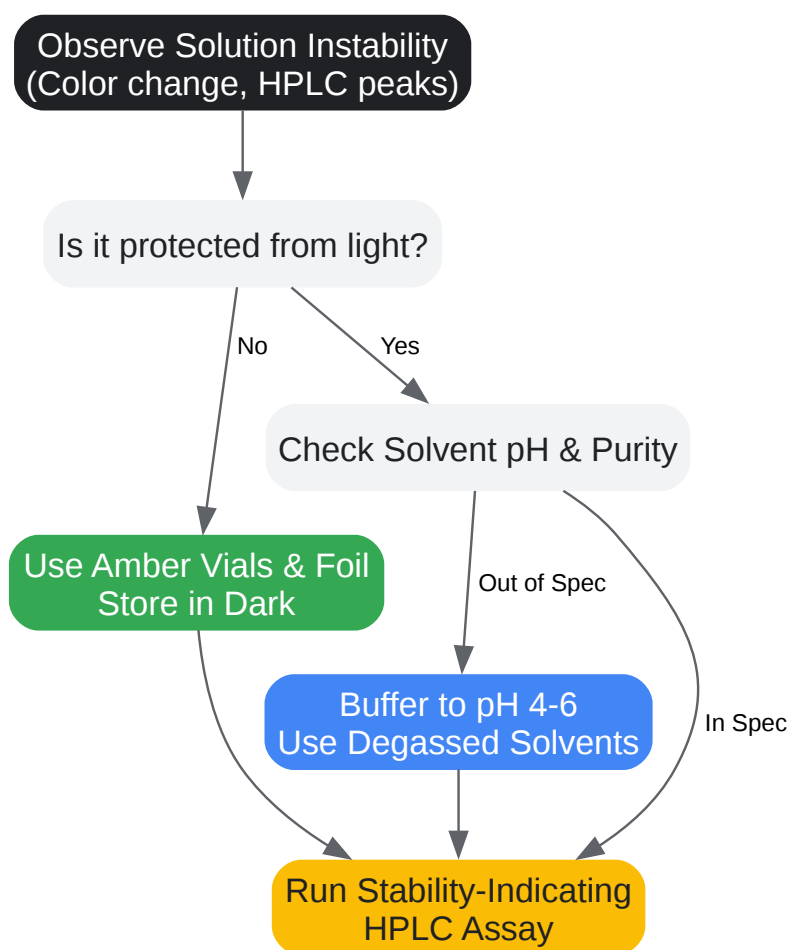 Observe Solution Instability
(Color change, HPLC peaks)
Is it protected from light?
No
Yes
Check Solvent pH & Purity
Use Amber Vials & Foil
Store in Dark
Out of Spec
Buffer to pH 4-6
Use Degassed Solvents
In Spec
Run Stability-Indicating
HPLC Assay